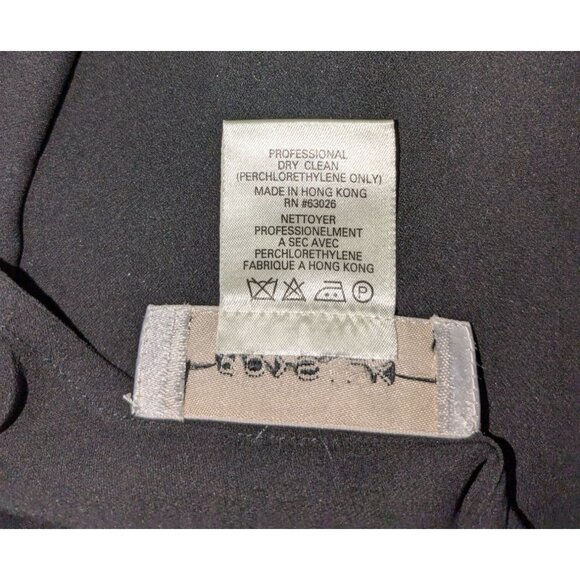 PROFESSIONAL
DRY CLEAN
(PERCHLORETHYLENE ONLY)
MADE IN HONG KONG
RN #63026
NETTOYER
PROFESSIONELMENT
A SEC AVEC
PERCHLORETHYLENE
FABRIQUE A HONG KONG
P